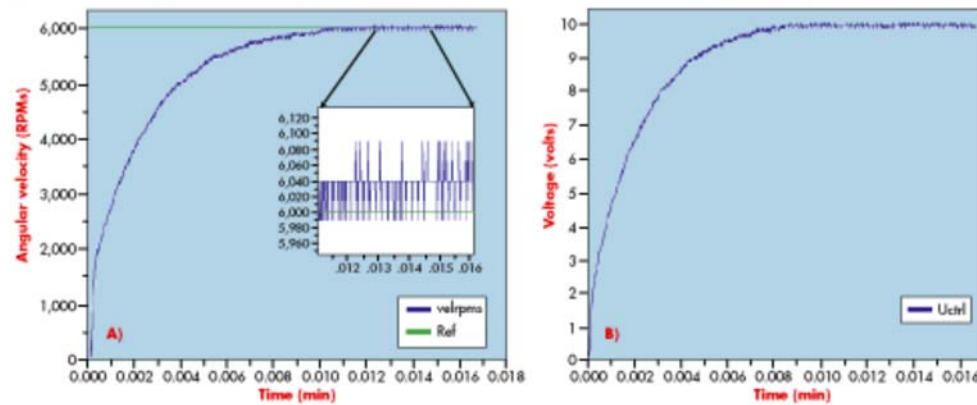 6,000
5,000
4,000
3,000
2,000
1,000
0
Angular velocity (RPMs)
6,120
6,100
6,080
6,060
6,040
6,020
6,000
5,980
5,960
.012 .013 .014 .015 .016
velrpms
Ref
A)
0.000 0.002 0.004 0.006 0.008 0.010 0.012 0.014 0.016 0.018
Time (min)
10
9
8
7
6
5
4
3
2
1
0
Voltage (volts)
Uctrl
B)
0.000 0.002 0.004 0.006 0.008 0.010 0.012 0.014 0.016
Time (min)